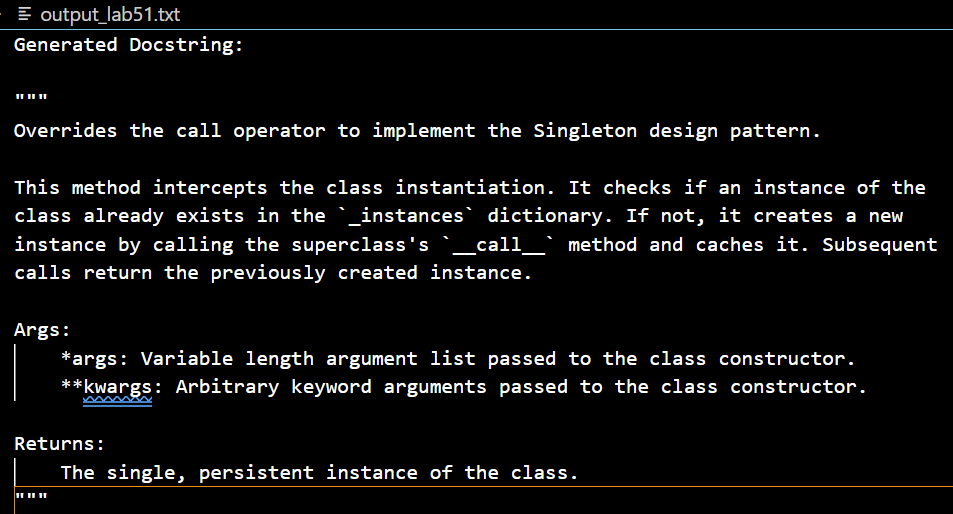 output_lab51.txt
Generated Docstring:
"""
Overrides the call operator to implement the Singleton design pattern.
This method intercepts the class instantiation. It checks if an instance of the
class already exists in the `_instances` dictionary. If not, it creates a new
instance by calling the superclass's `__call__` method and caches it. Subsequent
calls return the previously created instance.
Args:
    *args: Variable length argument list passed to the class constructor.
    **kwargs: Arbitrary keyword arguments passed to the class constructor.
Returns:
    The single, persistent instance of the class.
"""